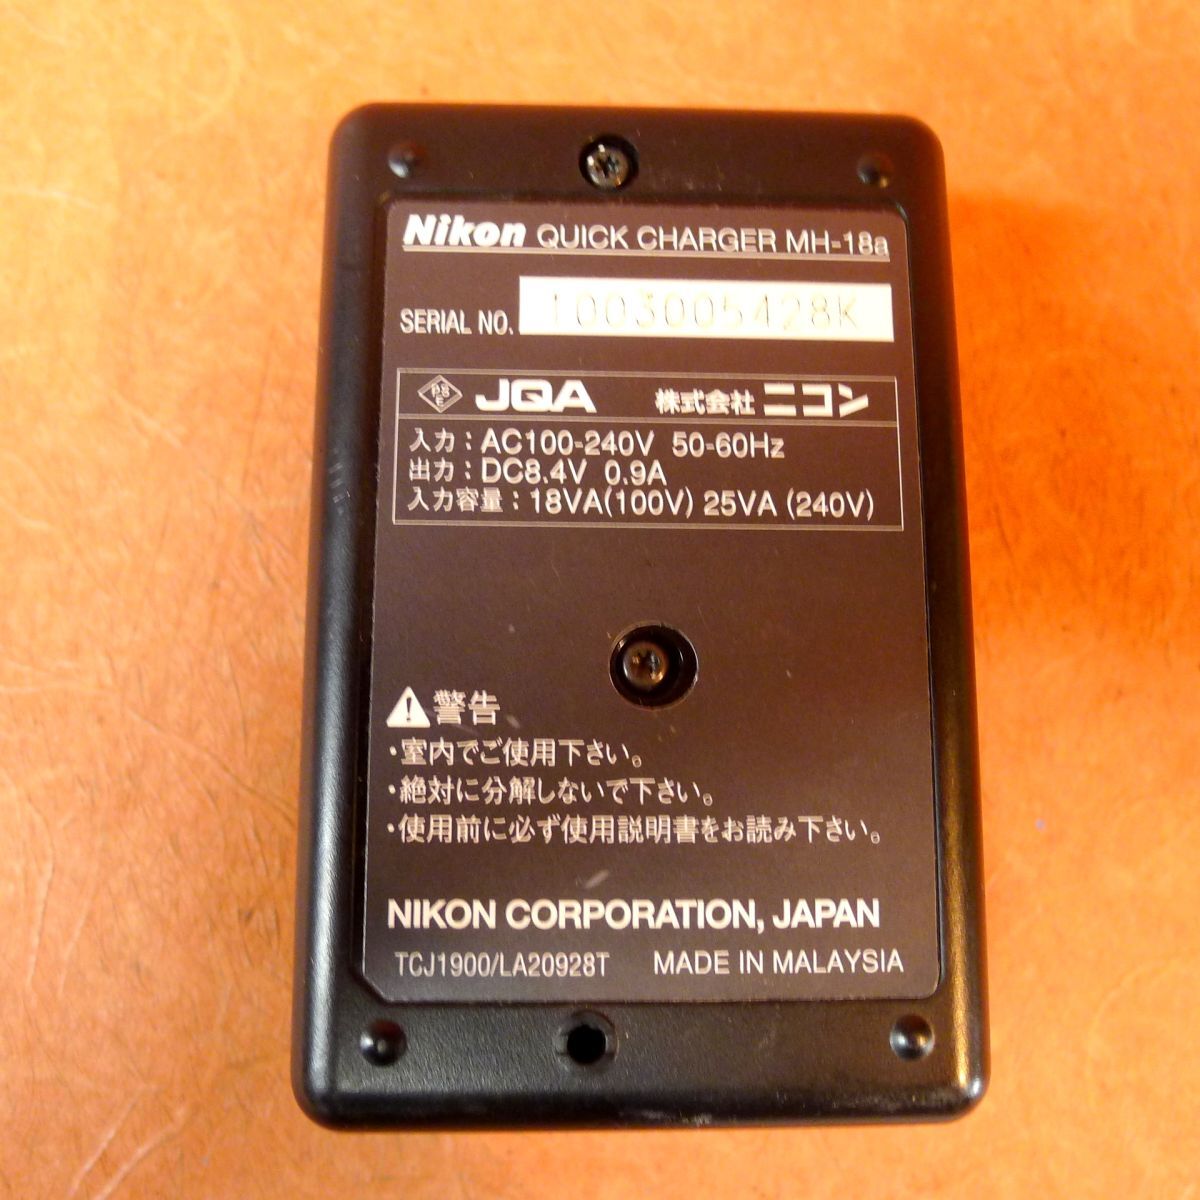 Nikon QUICK CHARGER MH-18a
SERIAL NO. 1003005428K
PS E JQA 株式会社ニコン
入力：AC100-240V 50-60Hz
出力：DC8.4V 0.9A
入力容量：18VA(100V) 25VA (240V)
警告
・室内でご使用下さい。
・絶対に分解しないで下さい。
・使用前に必ず使用説明書をお読み下さい。
NIKON CORPORATION, JAPAN
TCJ1900/LA20928T MADE IN MALAYSIA